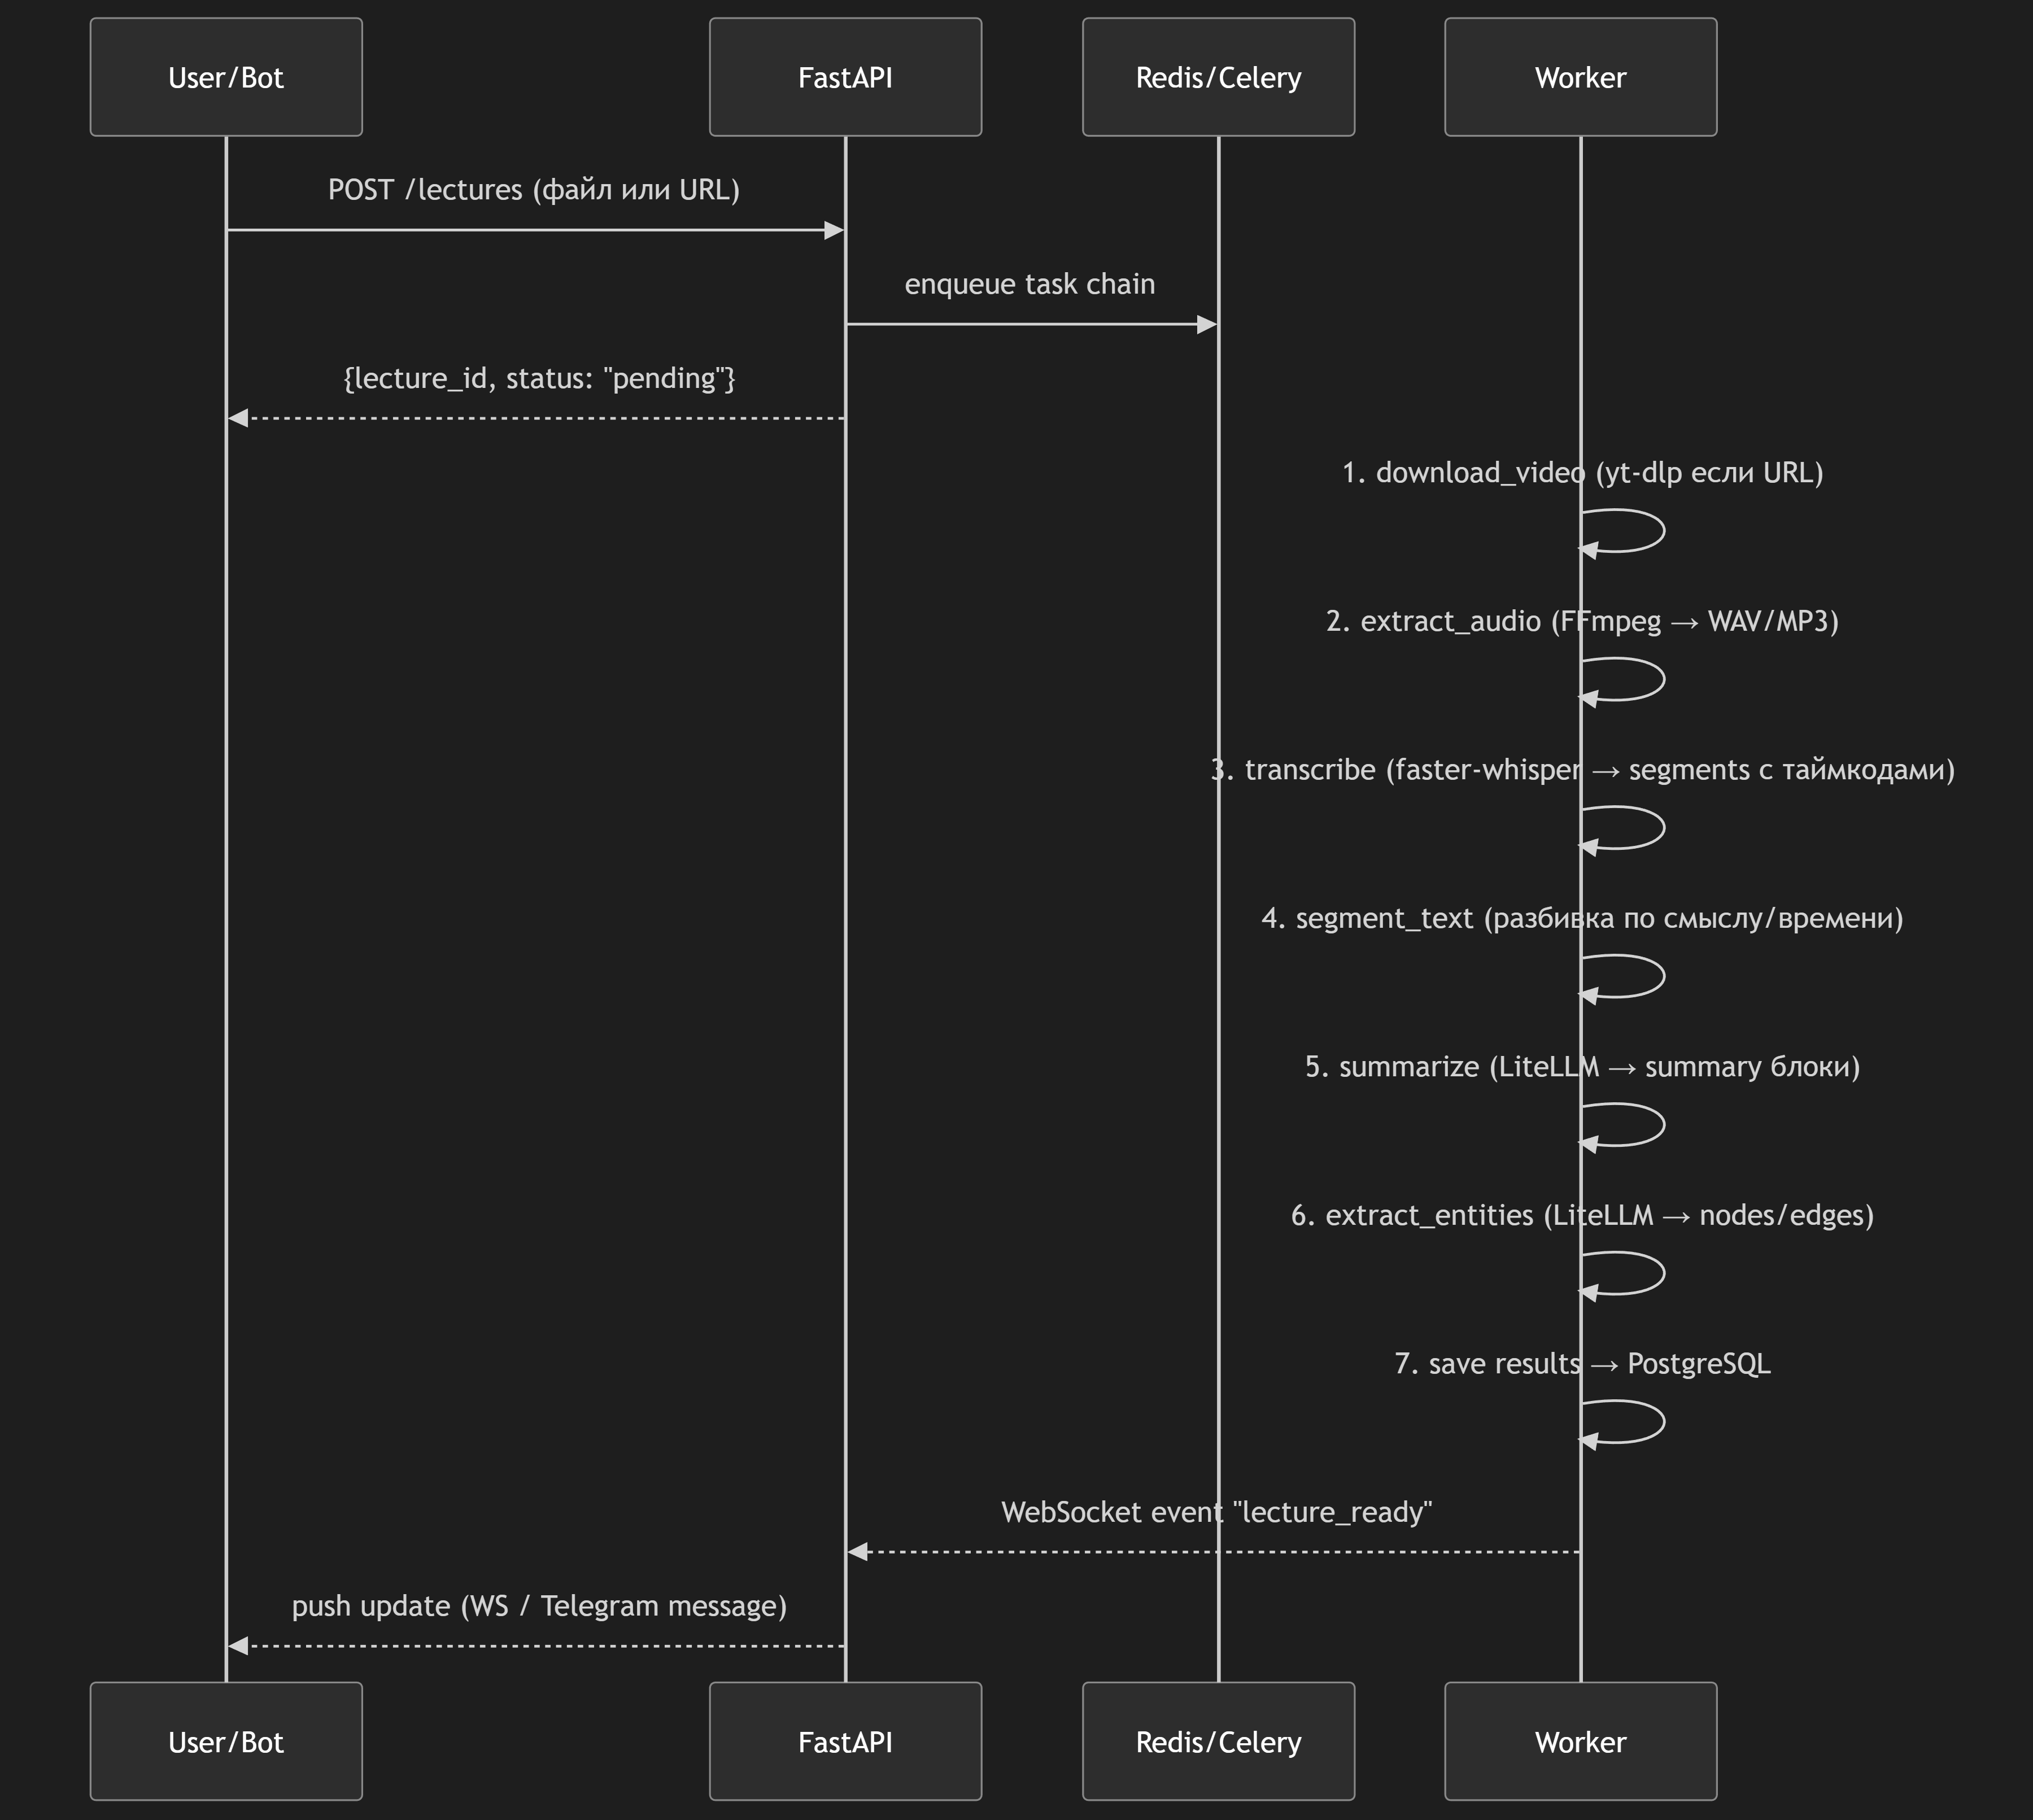 User/Bot
FastAPI
Redis/Celery
Worker
POST /lectures (файл или URL)
enqueue task chain
{lecture_id, status: "pending"}
1. download_video (yt-dlp если URL)
2. extract_audio (FFmpeg → WAV/MP3)
3. transcribe (faster-whisper → segments с таймкодами)
4. segment_text (разбивка по смыслу/времени)
5. summarize (LiteLLM → summary блоки)
6. extract_entities (LiteLLM → nodes/edges)
7. save results → PostgreSQL
WebSocket event "lecture_ready"
push update (WS / Telegram message)
User/Bot
FastAPI
Redis/Celery
Worker